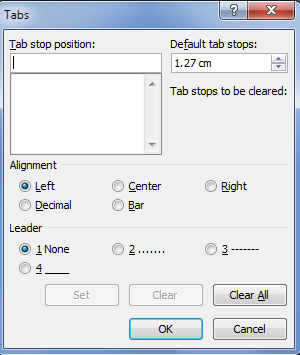 Tabs
Tab stop position: Default tab stops:
1.27 cm
Tab stops to be cleared:
Alignment
Left Center Right
Decimal Bar
Leader
1 None 2 ....... 3 -------
4 ____
Set Clear Clear All
OK Cancel